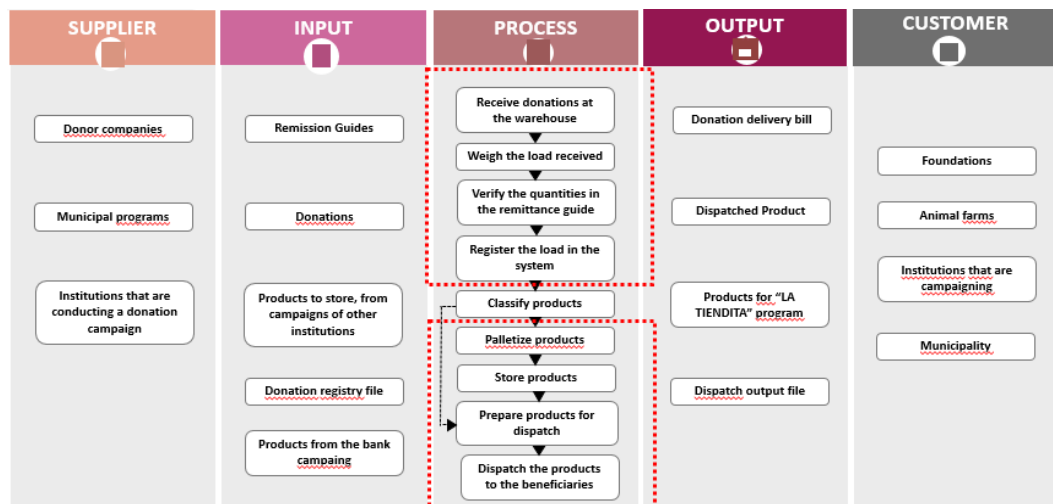 SUPPLIER
Donor companies
Municipal programs
Institutions that are
conducting a donation
campaign
INPUT
Remission Guides
Donations
Products to store, from
campaigns of other
institutions
Donation registry file
Products from the bank
campaing
PROCESS
Receive donations at
the warehouse
Weigh the load received
Verify the quantities in
the remittance guide
Register the load in the
system
Classify products
Palletize products
Store products
Prepare products for
dispatch
Dispatch the products
to the beneficiaries
OUTPUT
Donation delivery bill
Dispatched Product
Products for “LA
TIENDITA” program
Dispatch output file
CUSTOMER
Foundations
Animal farms
Institutions that are
campaigning
Municipality